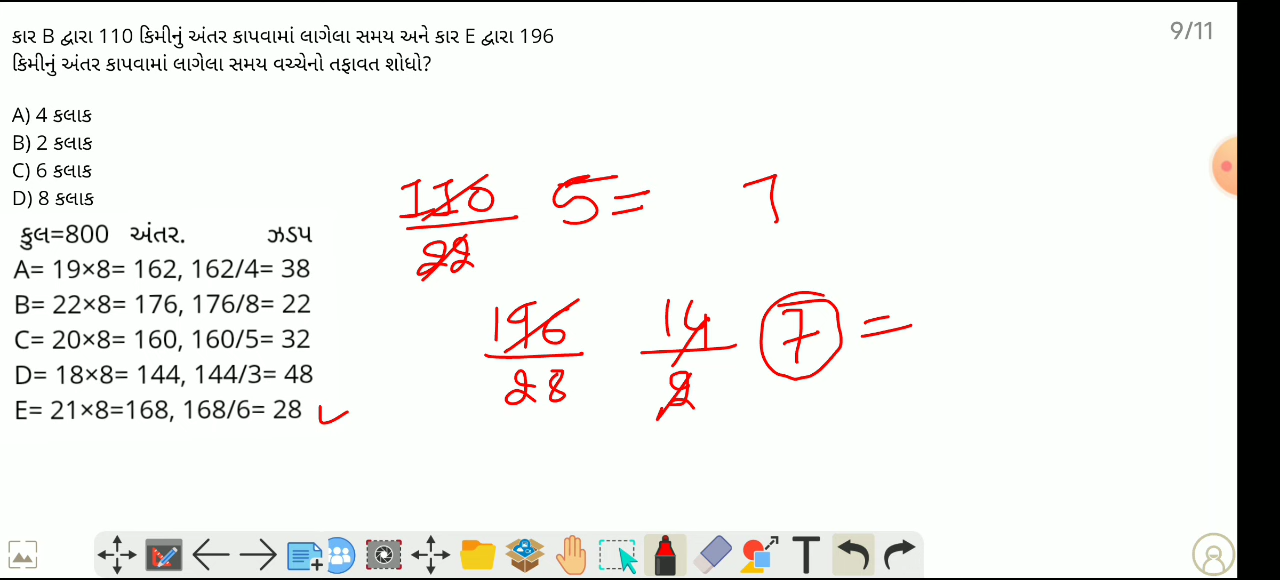 9/11
કાર B દ્વારા 110 કિમીનું અંતર કાપવામાં લાગેલા સમય અને કાર E દ્વારા 196
કિમીનું અંતર કાપવામાં લાગેલા સમય વચ્ચેનો તફાવત શોધો?
A) 4 કલાક
B) 2 કલાક
C) 6 કલાક
D) 8 કલાક
કુલ=800 અંતર. ઝડપ
A= 19×8= 162, 162/4= 38
B= 22×8= 176, 176/8= 22
C= 20×8= 160, 160/5= 32
D= 18×8= 144, 144/3= 48
E= 21×8=168, 168/6= 28
110 5= 7
22
196 14 7 =
28 2
T